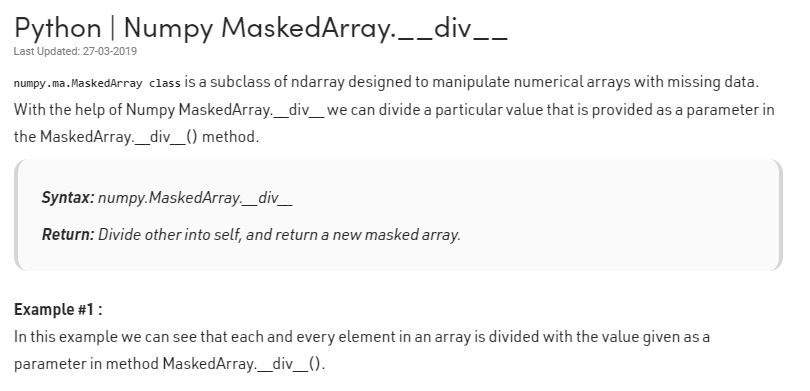 Python | Numpy MaskedArray.__div__
Last Updated: 27-03-2019
numpy.ma.MaskedArray class is a subclass of ndarray designed to manipulate numerical arrays with missing data.
With the help of Numpy MaskedArray.__div__ we can divide a particular value that is provided as a parameter in
the MaskedArray.__div__() method.
Syntax: numpy.MaskedArray.__div__
Return: Divide other into self, and return a new masked array.
Example #1 :
In this example we can see that each and every element in an array is divided with the value given as a
parameter in method MaskedArray.__div__().